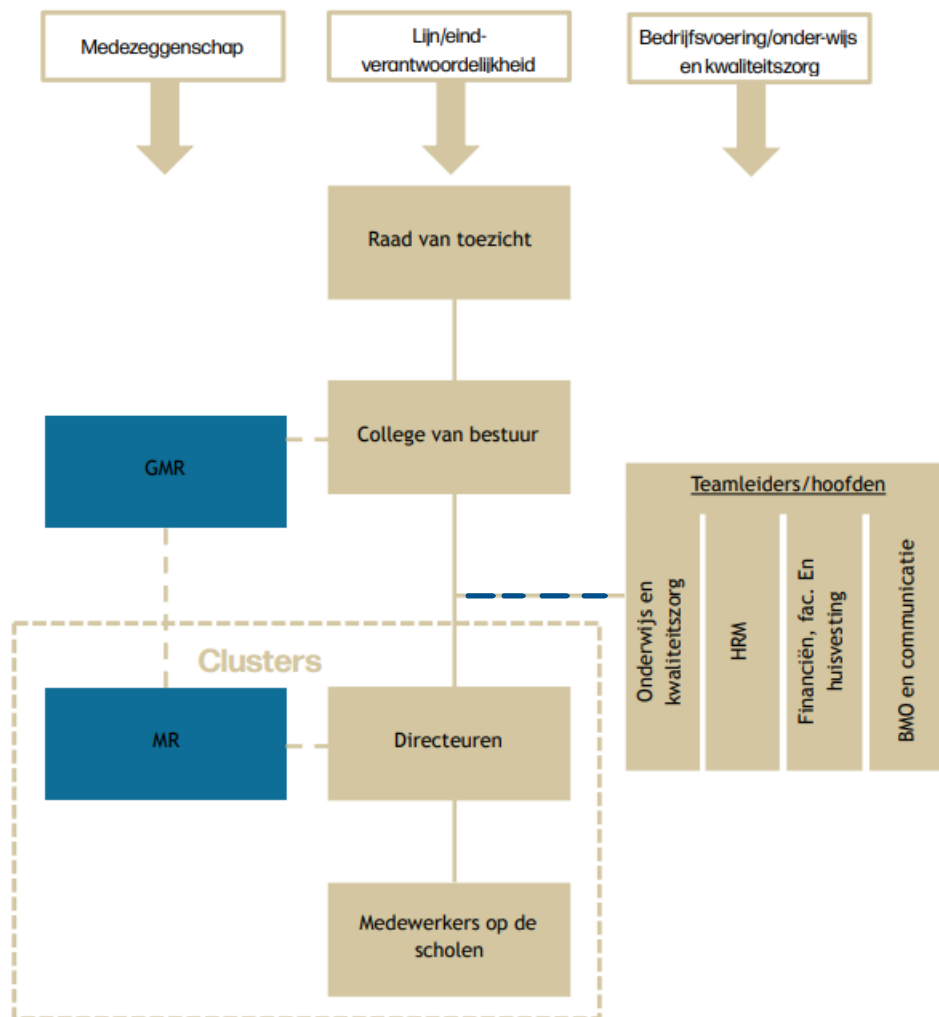 Medezeggenschap
Lijn/eind-
verantwoordelijkheid
Bedrijfsvoering/onder-wijs
en kwaliteitszorg
Raad van toezicht
College van bestuur
GMR
Teamleiders/hoofden
Onderwijs en
kwaliteitszorg
HRM
Financiën, fac. En
huisvesting
BMO en communicatie
Clusters
MR
Directeuren
Medewerkers op de
scholen